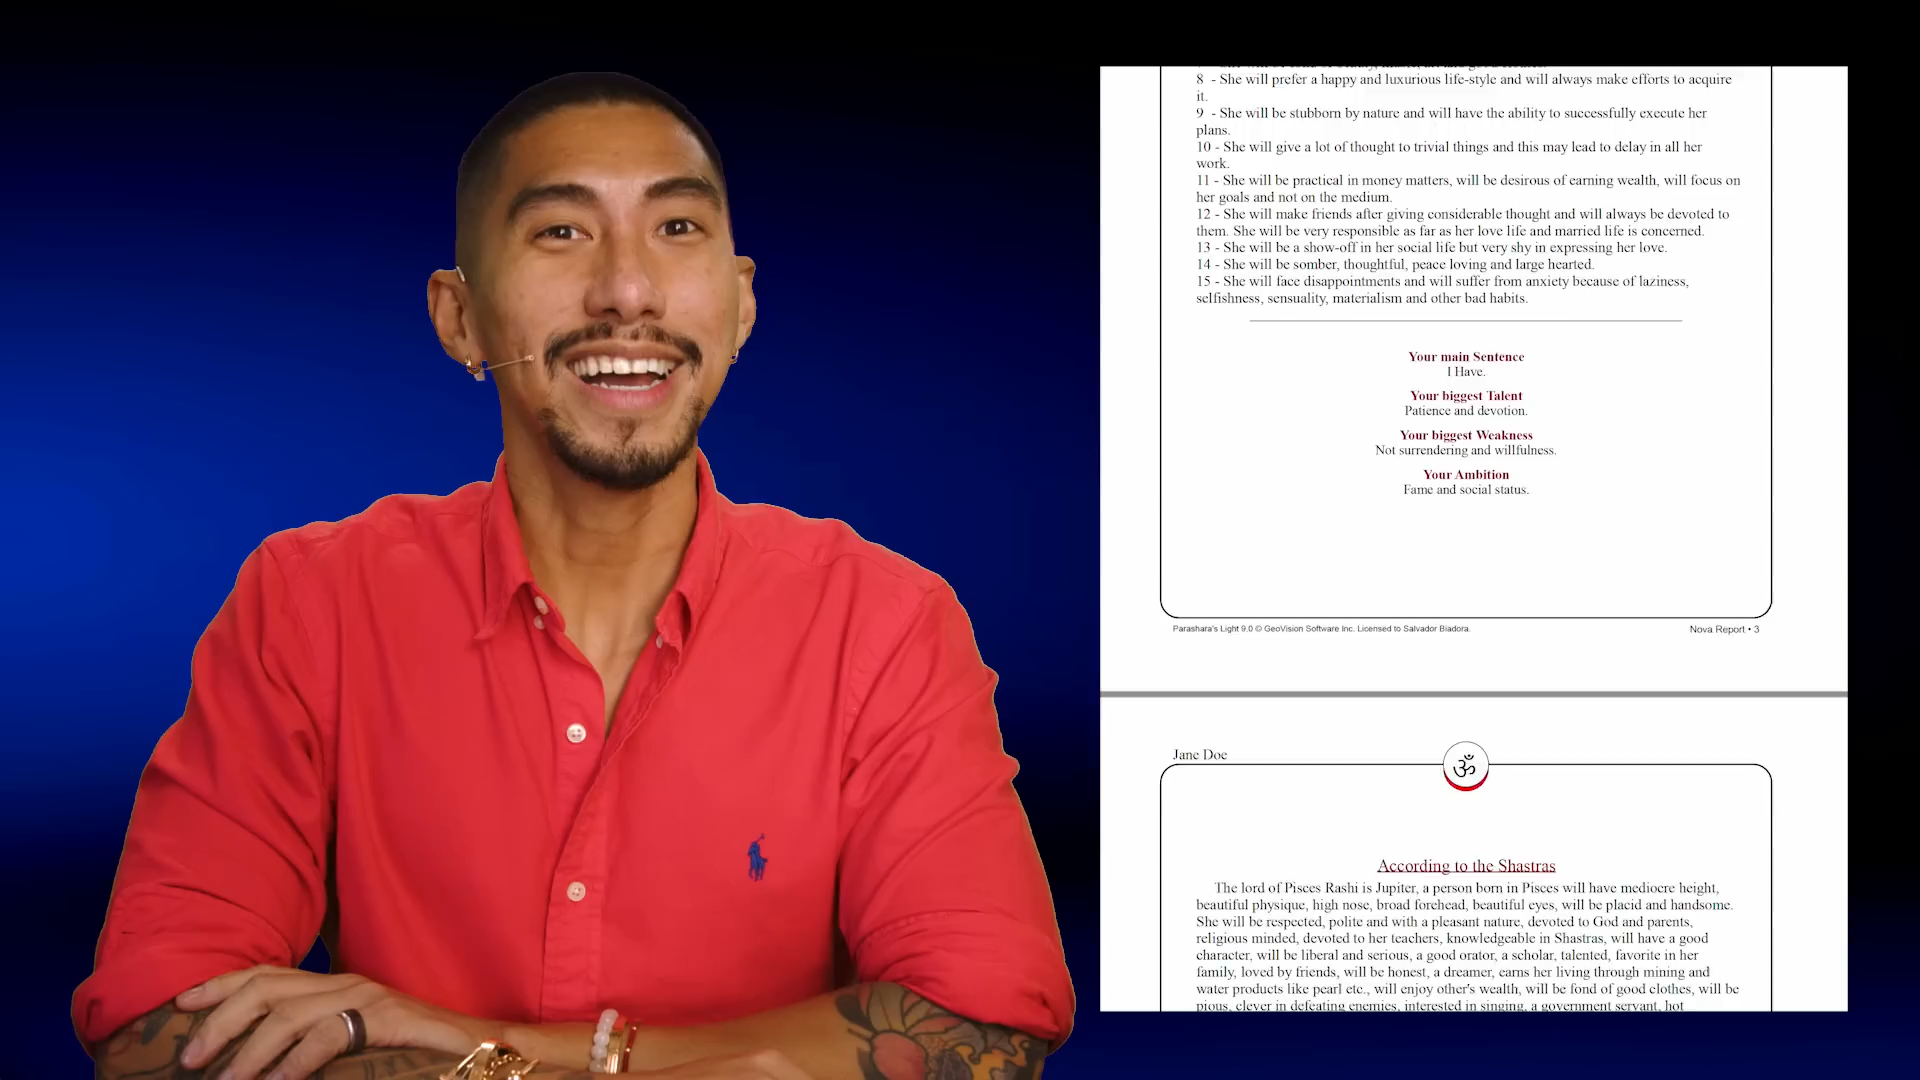 8 - She will prefer a happy and luxurious life-style and will always make efforts to acquire
it.
9 - She will be stubborn by nature and will have the ability to successfully execute her
plans.
10 - She will give a lot of thought to trivial things and this may lead to delay in all her
work.
11 - She will be practical in money matters, will be desirous of earning wealth, will focus on
her goals and not on the medium.
12 - She will make friends after giving considerable thought and will always be devoted to
them. She will be very responsible as far as her love life and married life is concerned.
13 - She will be a show-off in her social life but very shy in expressing her love.
14 - She will be somber, thoughtful, peace loving and large hearted.
15 - She will face disappointments and will suffer from anxiety because of laziness,
selfishness, sensuality, materialism and other bad habits.
Your main Sentence
I Have.
Your biggest Talent
Patience and devotion.
Your biggest Weakness
Not surrendering and willfulness.
Your Ambition
Fame and social status.
Parashara's Light 9.0 © GeoVision Software Inc. Licensed to Salvador Biadora.
Nova Report • 3
Jane Doe
ॐ
According to the Shastras
The lord of Pisces Rashi is Jupiter, a person born in Pisces will have mediocre height,
beautiful physique, high nose, broad forehead, beautiful eyes, will be placid and handsome.
She will be respected, polite and with a pleasant nature, devoted to God and parents,
religious minded, devoted to her teachers, knowledgeable in Shastras, will have a good
character, will be liberal and serious, a good orator, a scholar, talented, favorite in her
family, loved by friends, will be honest, a dreamer, earns her living through mining and
water products like pearl etc., will enjoy other's wealth, will be fond of good clothes, will be
pious, clever in defeating enemies, interested in singing, a government servant, hot